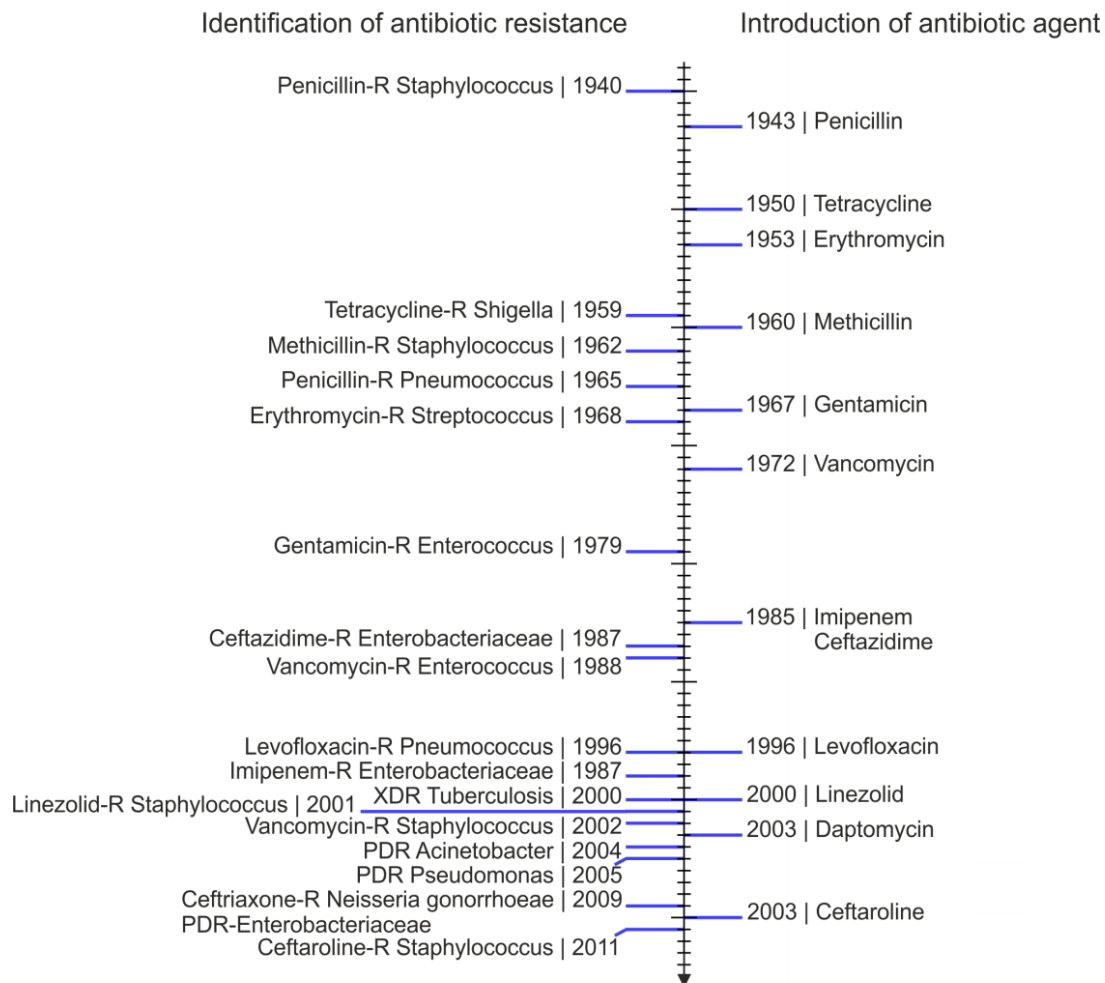 Identification of antibiotic resistance
Introduction of antibiotic agent
Penicillin-R Staphylococcus | 1940
1943 | Penicillin
1950 | Tetracycline
1953 | Erythromycin
Tetracycline-R Shigella | 1959
1960 | Methicillin
Methicillin-R Staphylococcus | 1962
Penicillin-R Pneumococcus | 1965
1967 | Gentamicin
Erythromycin-R Streptococcus | 1968
1972 | Vancomycin
Gentamicin-R Enterococcus | 1979
1985 | Imipenem
Ceftazidime
Ceftazidime-R Enterobacteriaceae | 1987
Vancomycin-R Enterococcus | 1988
Levofloxacin-R Pneumococcus | 1996
1996 | Levofloxacin
Imipenem-R Enterobacteriaceae | 1987
XDR Tuberculosis | 2000
2000 | Linezolid
Linezolid-R Staphylococcus | 2001
Vancomycin-R Staphylococcus | 2002
2003 | Daptomycin
PDR Acinetobacter | 2004
PDR Pseudomonas | 2005
Ceftriaxone-R Neisseria gonorrhoeae | 2009
2003 | Ceftaroline
PDR-Enterobacteriaceae
Ceftaroline-R Staphylococcus | 2011